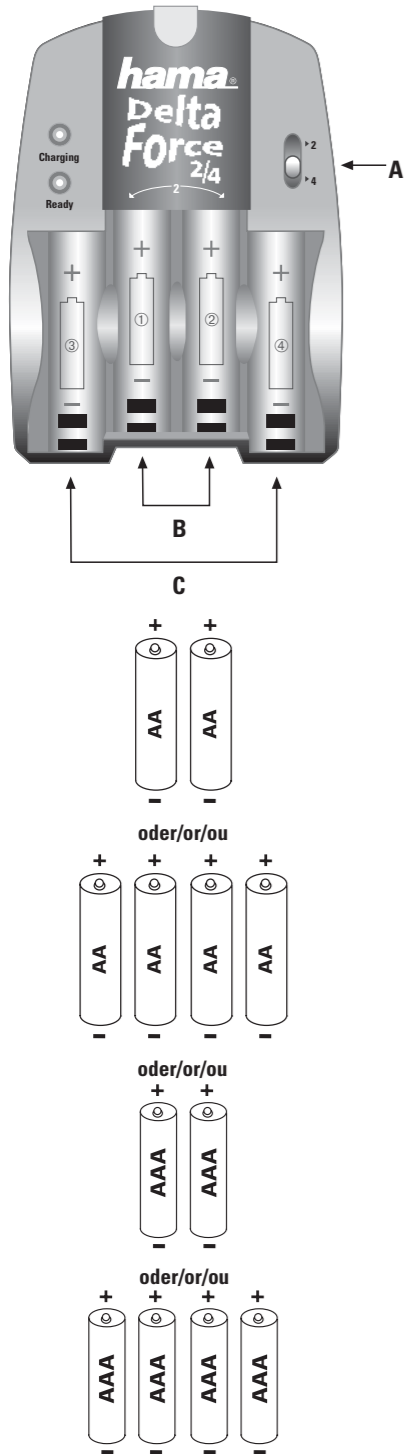 hama®
Delta
Force
2/4
2
Charging
Ready
▸2
▸4
A
+ + + +
③ ① ② ④
− − − −
B
C
+ +
AA AA
− −
oder/or/ou
+ + + +
AA AA AA AA
− − − −
oder/or/ou
+ +
AAA AAA
− −
oder/or/ou
+ + + +
AAA AAA AAA AAA
− − − −